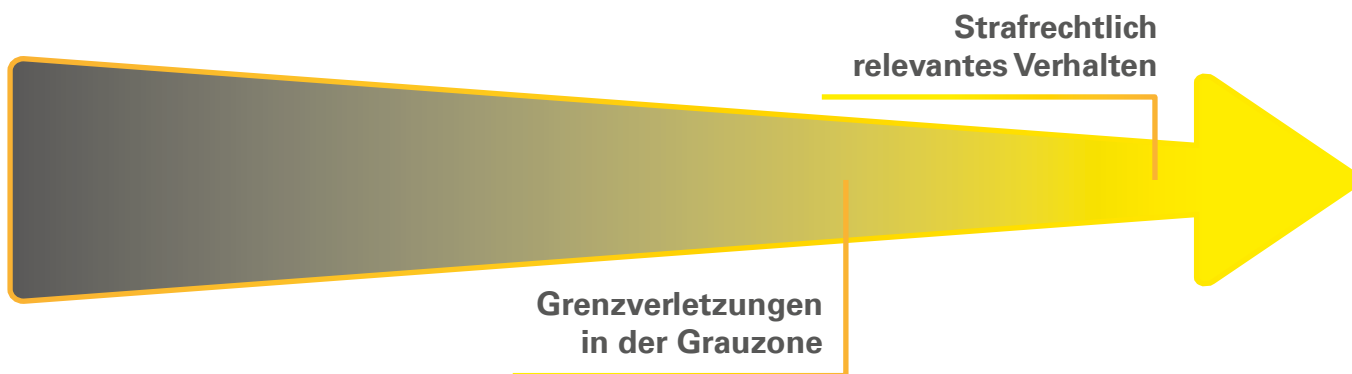 Strafrechtlich
relevantes Verhalten
Grenzverletzungen
in der Grauzone